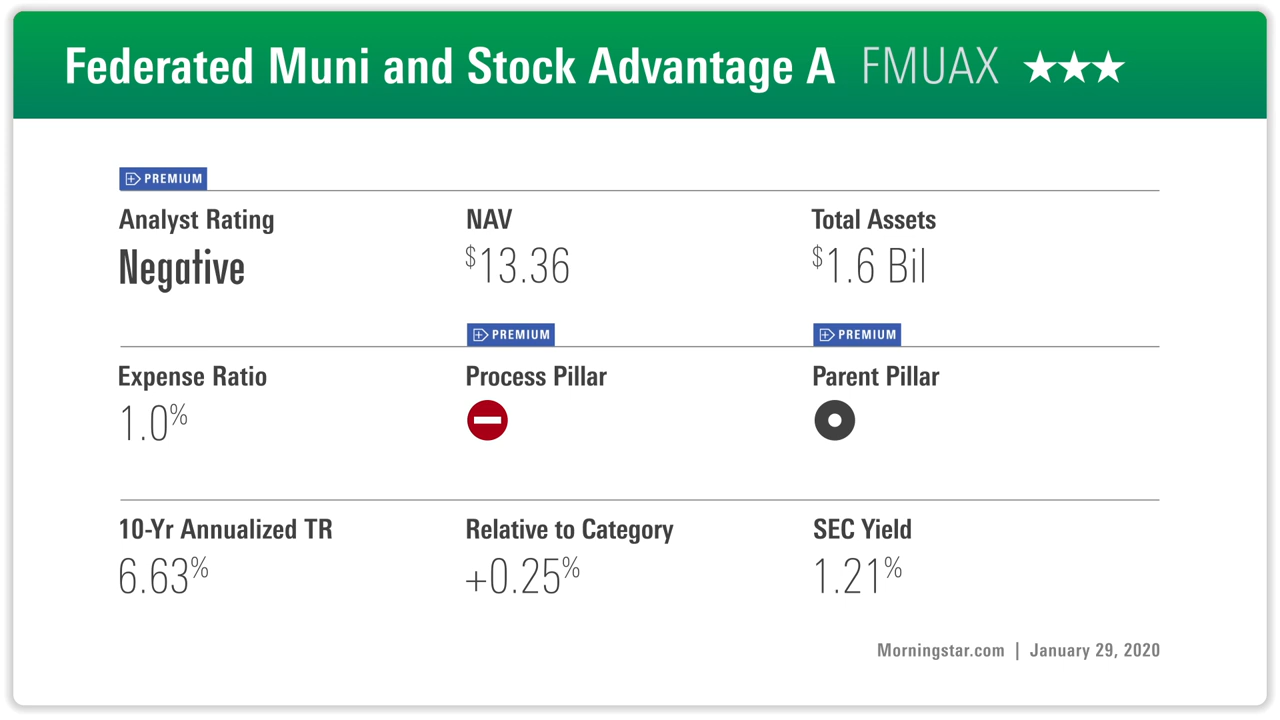 Federated Muni and Stock Advantage A FMUAX ★★★
PREMIUM
Analyst Rating NAV Total Assets
Negative $13.36 $1.6 Bil
PREMIUM PREMIUM
Expense Ratio Process Pillar Parent Pillar
1.0%
10-Yr Annualized TR Relative to Category SEC Yield
6.63% +0.25% 1.21%
Morningstar.com | January 29, 2020